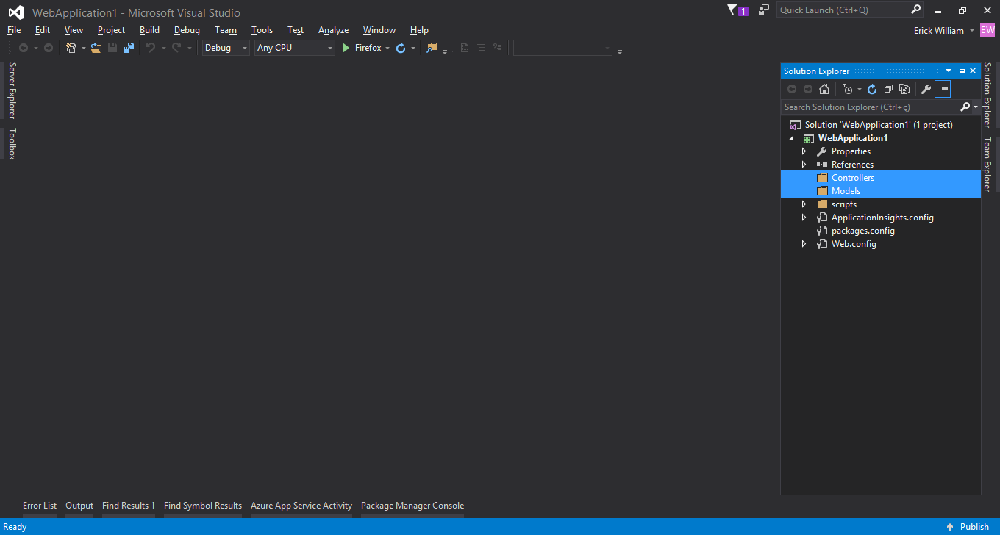 WebApplication1 - Microsoft Visual Studio
1
Quick Launch (Ctrl+Q)
File Edit View Project Build Debug Team Tools Test Analyze Window Help
Erick William
EW
Debug
Any CPU
Firefox
Server Explorer
Toolbox
Solution Explorer
Search Solution Explorer (Ctrl+ç)
Solution 'WebApplication1' (1 project)
WebApplication1
Properties
References
Controllers
Models
scripts
ApplicationInsights.config
packages.config
Web.config
Solution Explorer
Team Explorer
Error List Output Find Results 1 Find Symbol Results Azure App Service Activity Package Manager Console
Ready
Publish